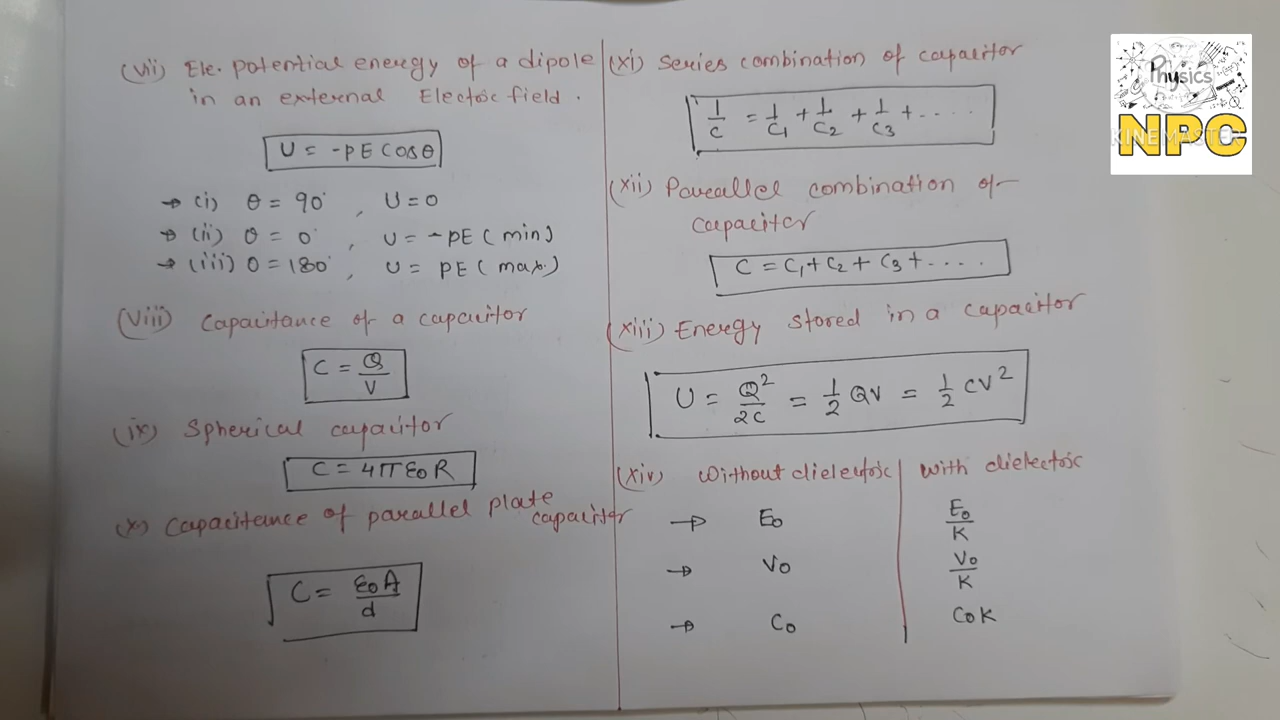 (vii) Ele. potential energy of a dipole
in an external Electric field.
U = -PE Cosθ
→ (i) θ = 90°, U = 0
→ (ii) θ = 0°, U = -PE (min)
→ (iii) θ = 180°, U = PE (max.)
(viii) Capacitance of a capacitor
C = Q/V
(ix) Spherical capacitor
C = 4πε0R
(x) Capacitance of parallel plate
capacitor
C = ε0A/d
(xi) Series combination of capacitor
1/C = 1/C1 + 1/C2 + 1/C3 + ....
(xii) Parallel combination of
capacitor
C = C1 + C2 + C3 + ....
(xiii) Energy stored in a capacitor
U = Q²/2C = 1/2 QV = 1/2 CV²
(xiv) Without dielectric | with dielectric
→ E0 E0/K
→ V0 V0/K
→ C0 C0K
Physics
NPC
KINEMASTER